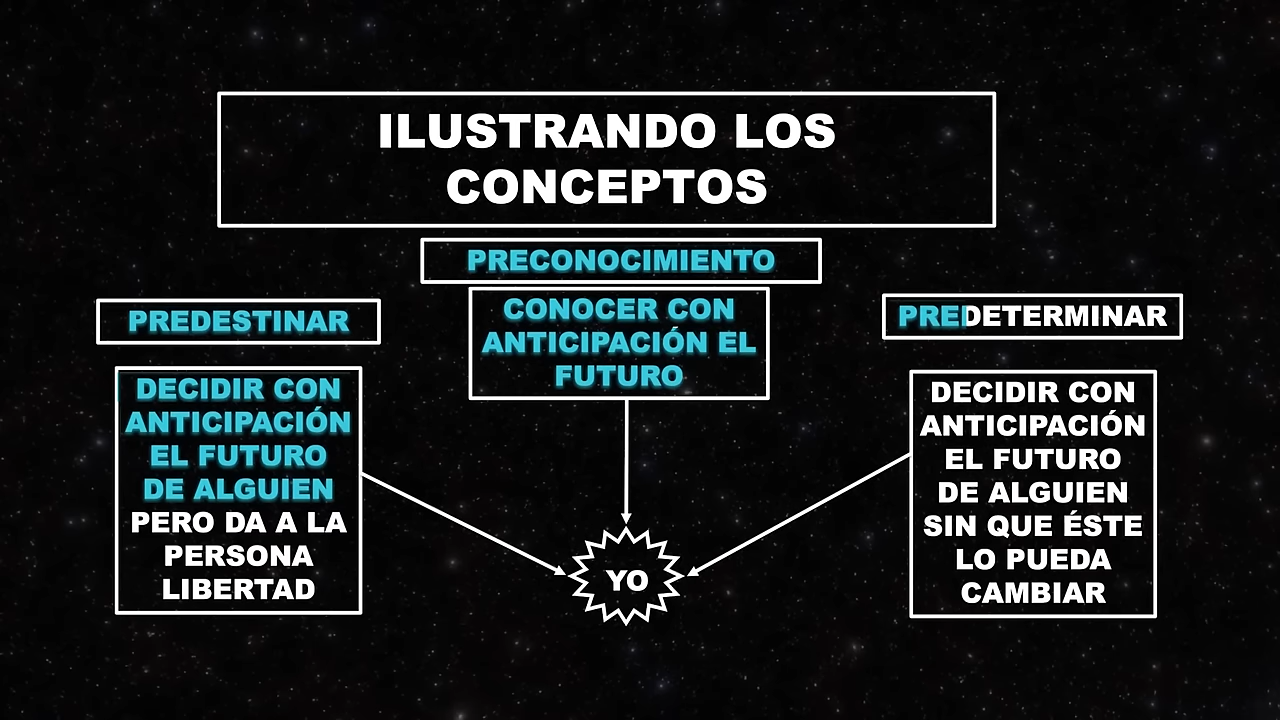 ILUSTRANDO LOS
CONCEPTOS
PRECONOCIMIENTO
CONOCER CON
ANTICIPACIÓN EL
FUTURO
PREDESTINAR
DECIDIR CON
ANTICIPACIÓN
EL FUTURO
DE ALGUIEN
PERO DA A LA
PERSONA
LIBERTAD
PREDETERMINAR
DECIDIR CON
ANTICIPACIÓN
EL FUTURO
DE ALGUIEN
SIN QUE ÉSTE
LO PUEDA
CAMBIAR
YO